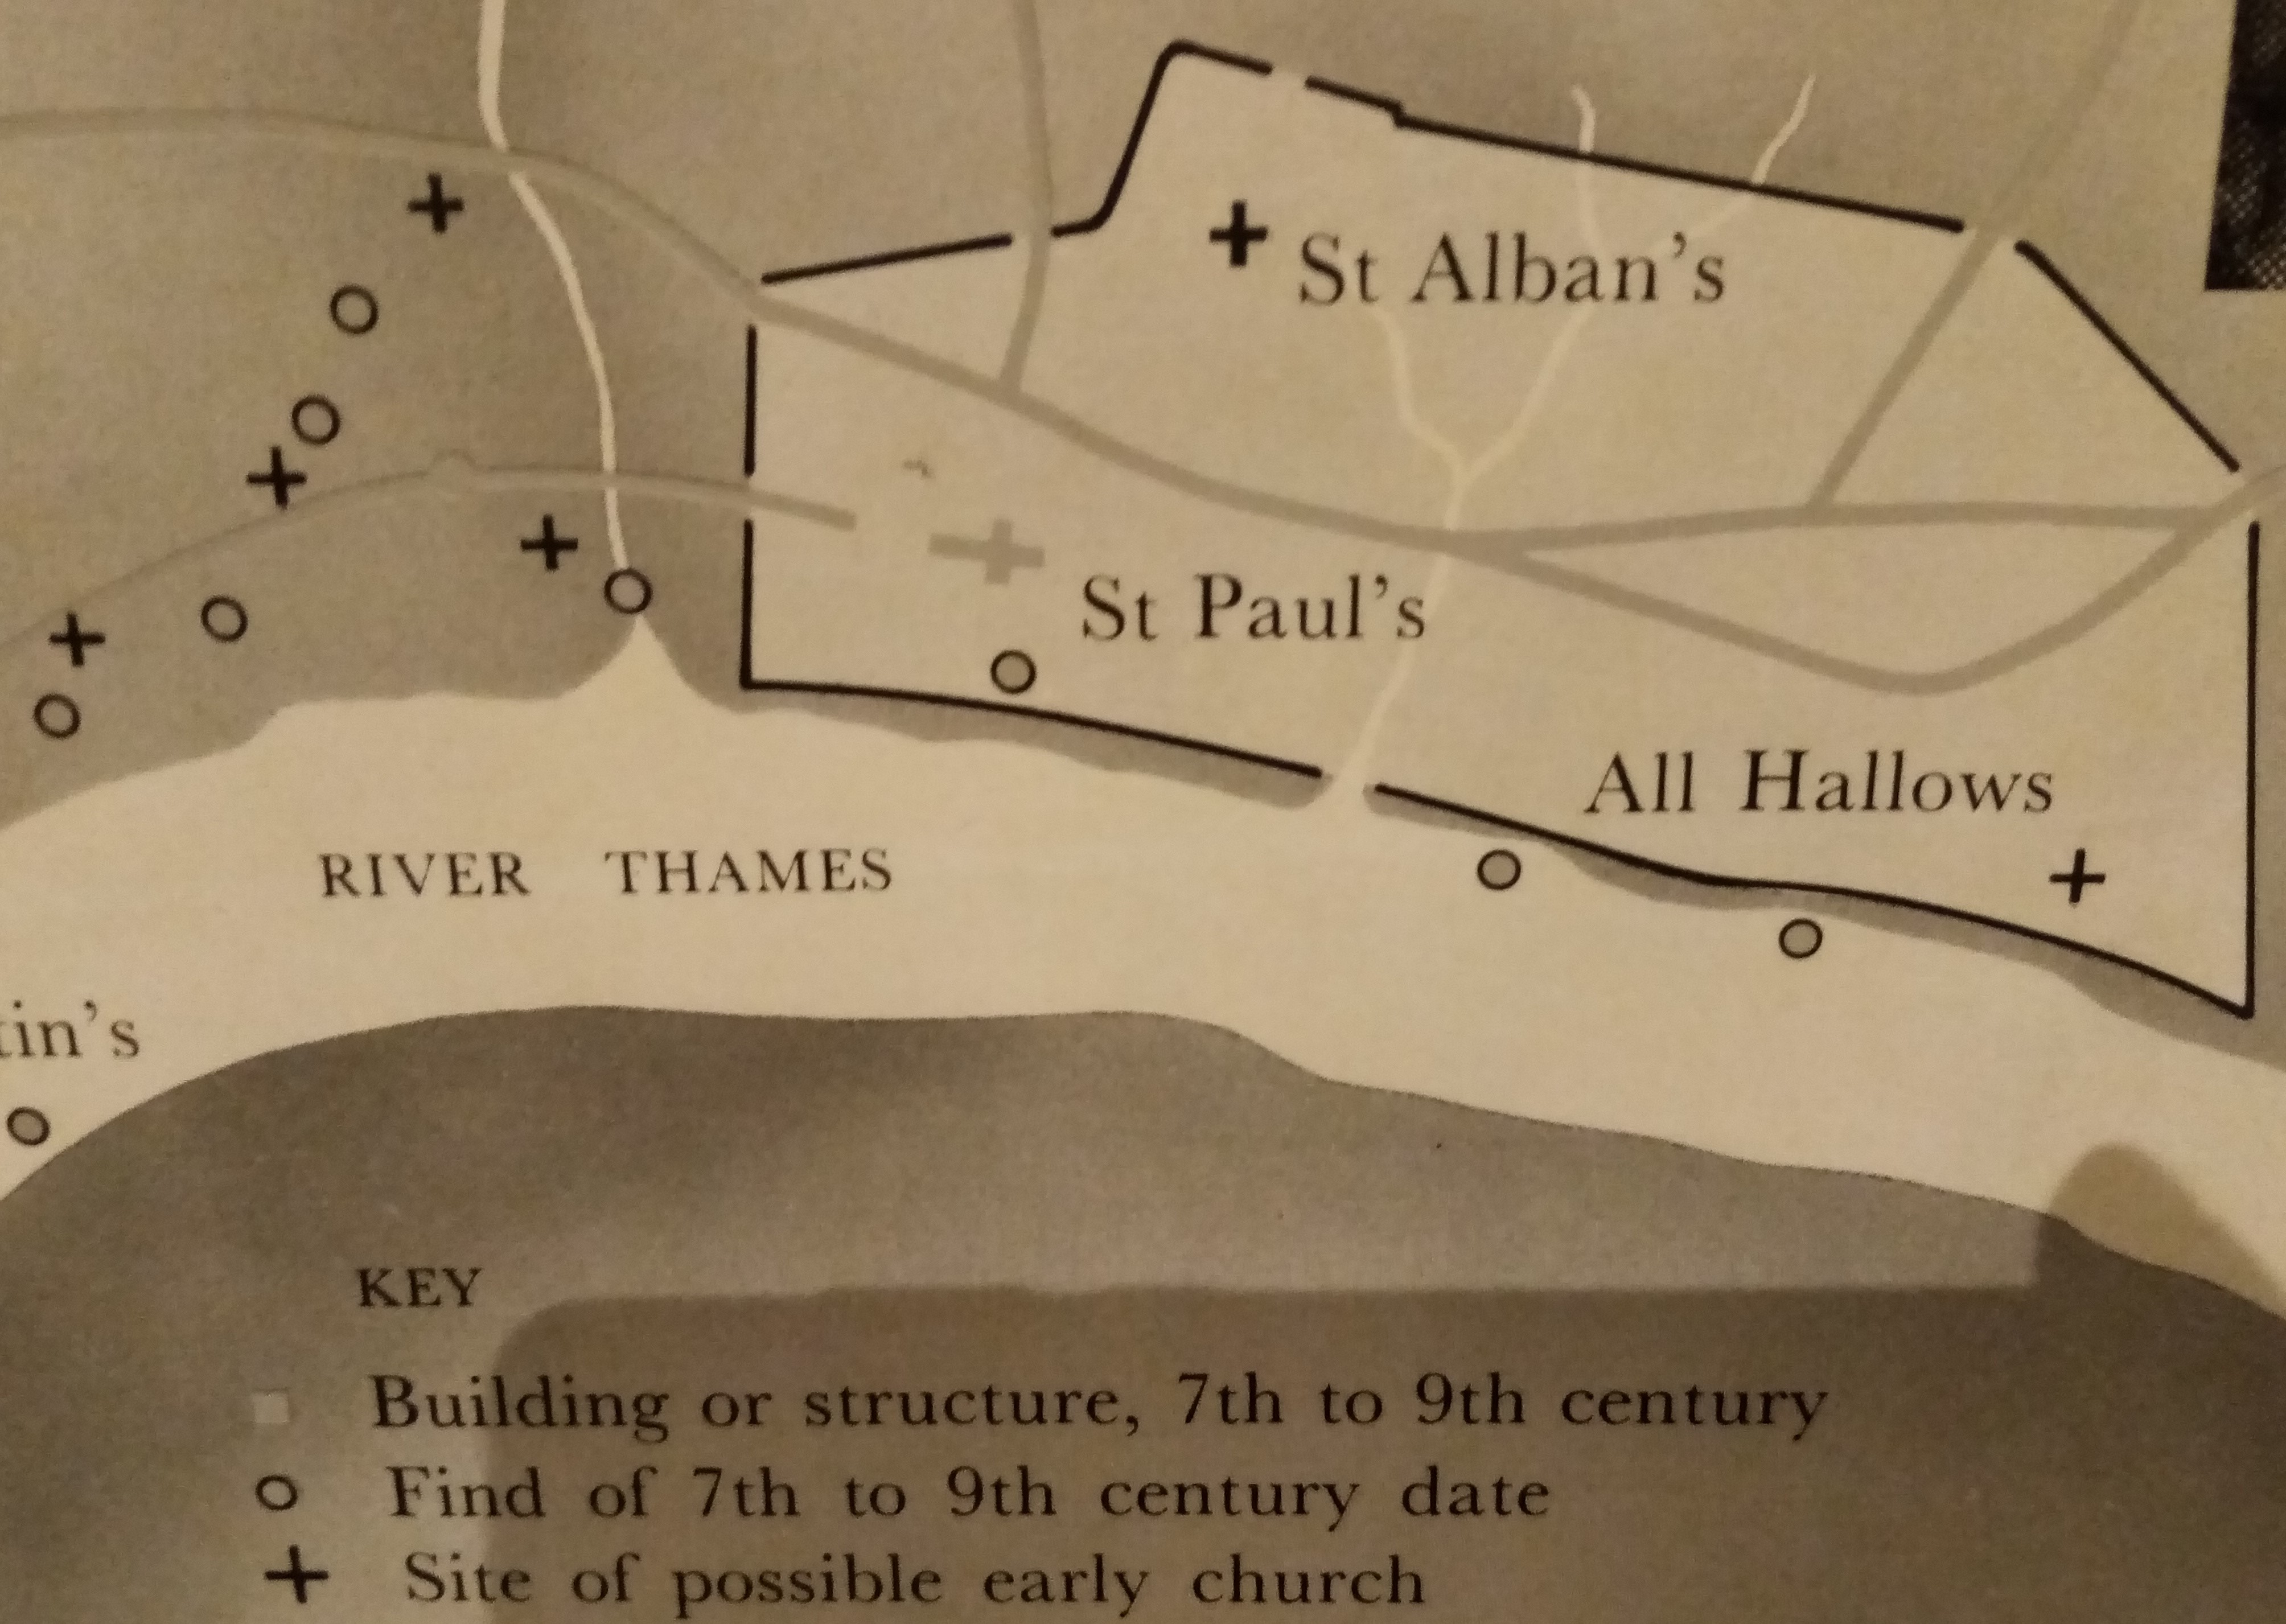 St Alban's
St Paul's
All Hallows
RIVER THAMES
tin's
KEY
Building or structure, 7th to 9th century
Find of 7th to 9th century date
Site of possible early church